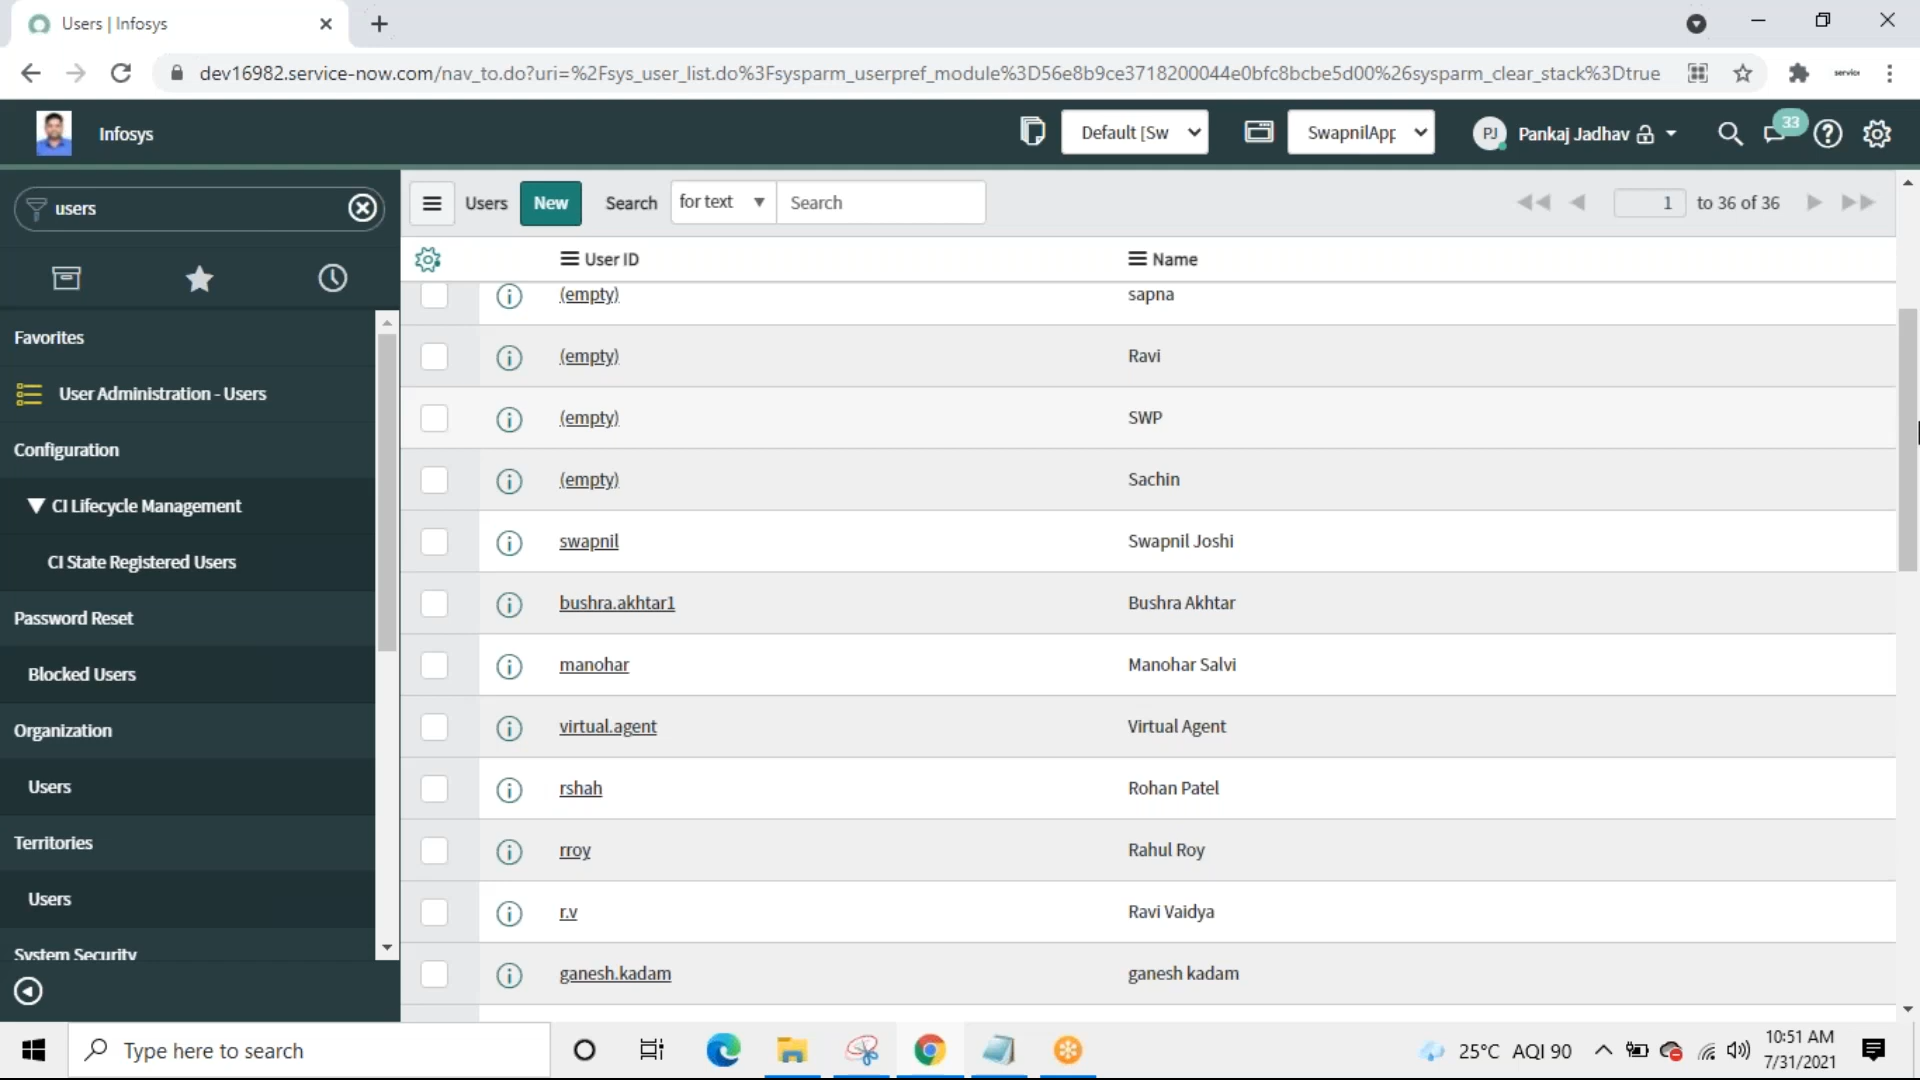 Users | Infosys
dev16982.service-now.com/nav_to.do?uri=%2Fsys_user_list.do%3Fsysparm_userpref_module%3D56e8b9ce3718200044e0bfc8bcbe5d00%26sysparm_clear_stack%3Dtrue
service
Infosys
Default [Sw
SwapnilApp
PJ
Pankaj Jadhav
33
users
Users
New
Search
for text
Search
1
to 36 of 36
User ID
Name
Favorites
User Administration - Users
Configuration
CI Lifecycle Management
CI State Registered Users
Password Reset
Blocked Users
Organization
Users
Territories
Users
System Security
(empty) sapna
(empty) Ravi
(empty) SWP
(empty) Sachin
swapnil Swapnil Joshi
bushra.akhtar1 Bushra Akhtar
manohar Manohar Salvi
virtual.agent Virtual Agent
rshah Rohan Patel
rroy Rahul Roy
r.v Ravi Vaidya
ganesh.kadam ganesh kadam
Type here to search
25°C AQI 90
10:51 AM
7/31/2021